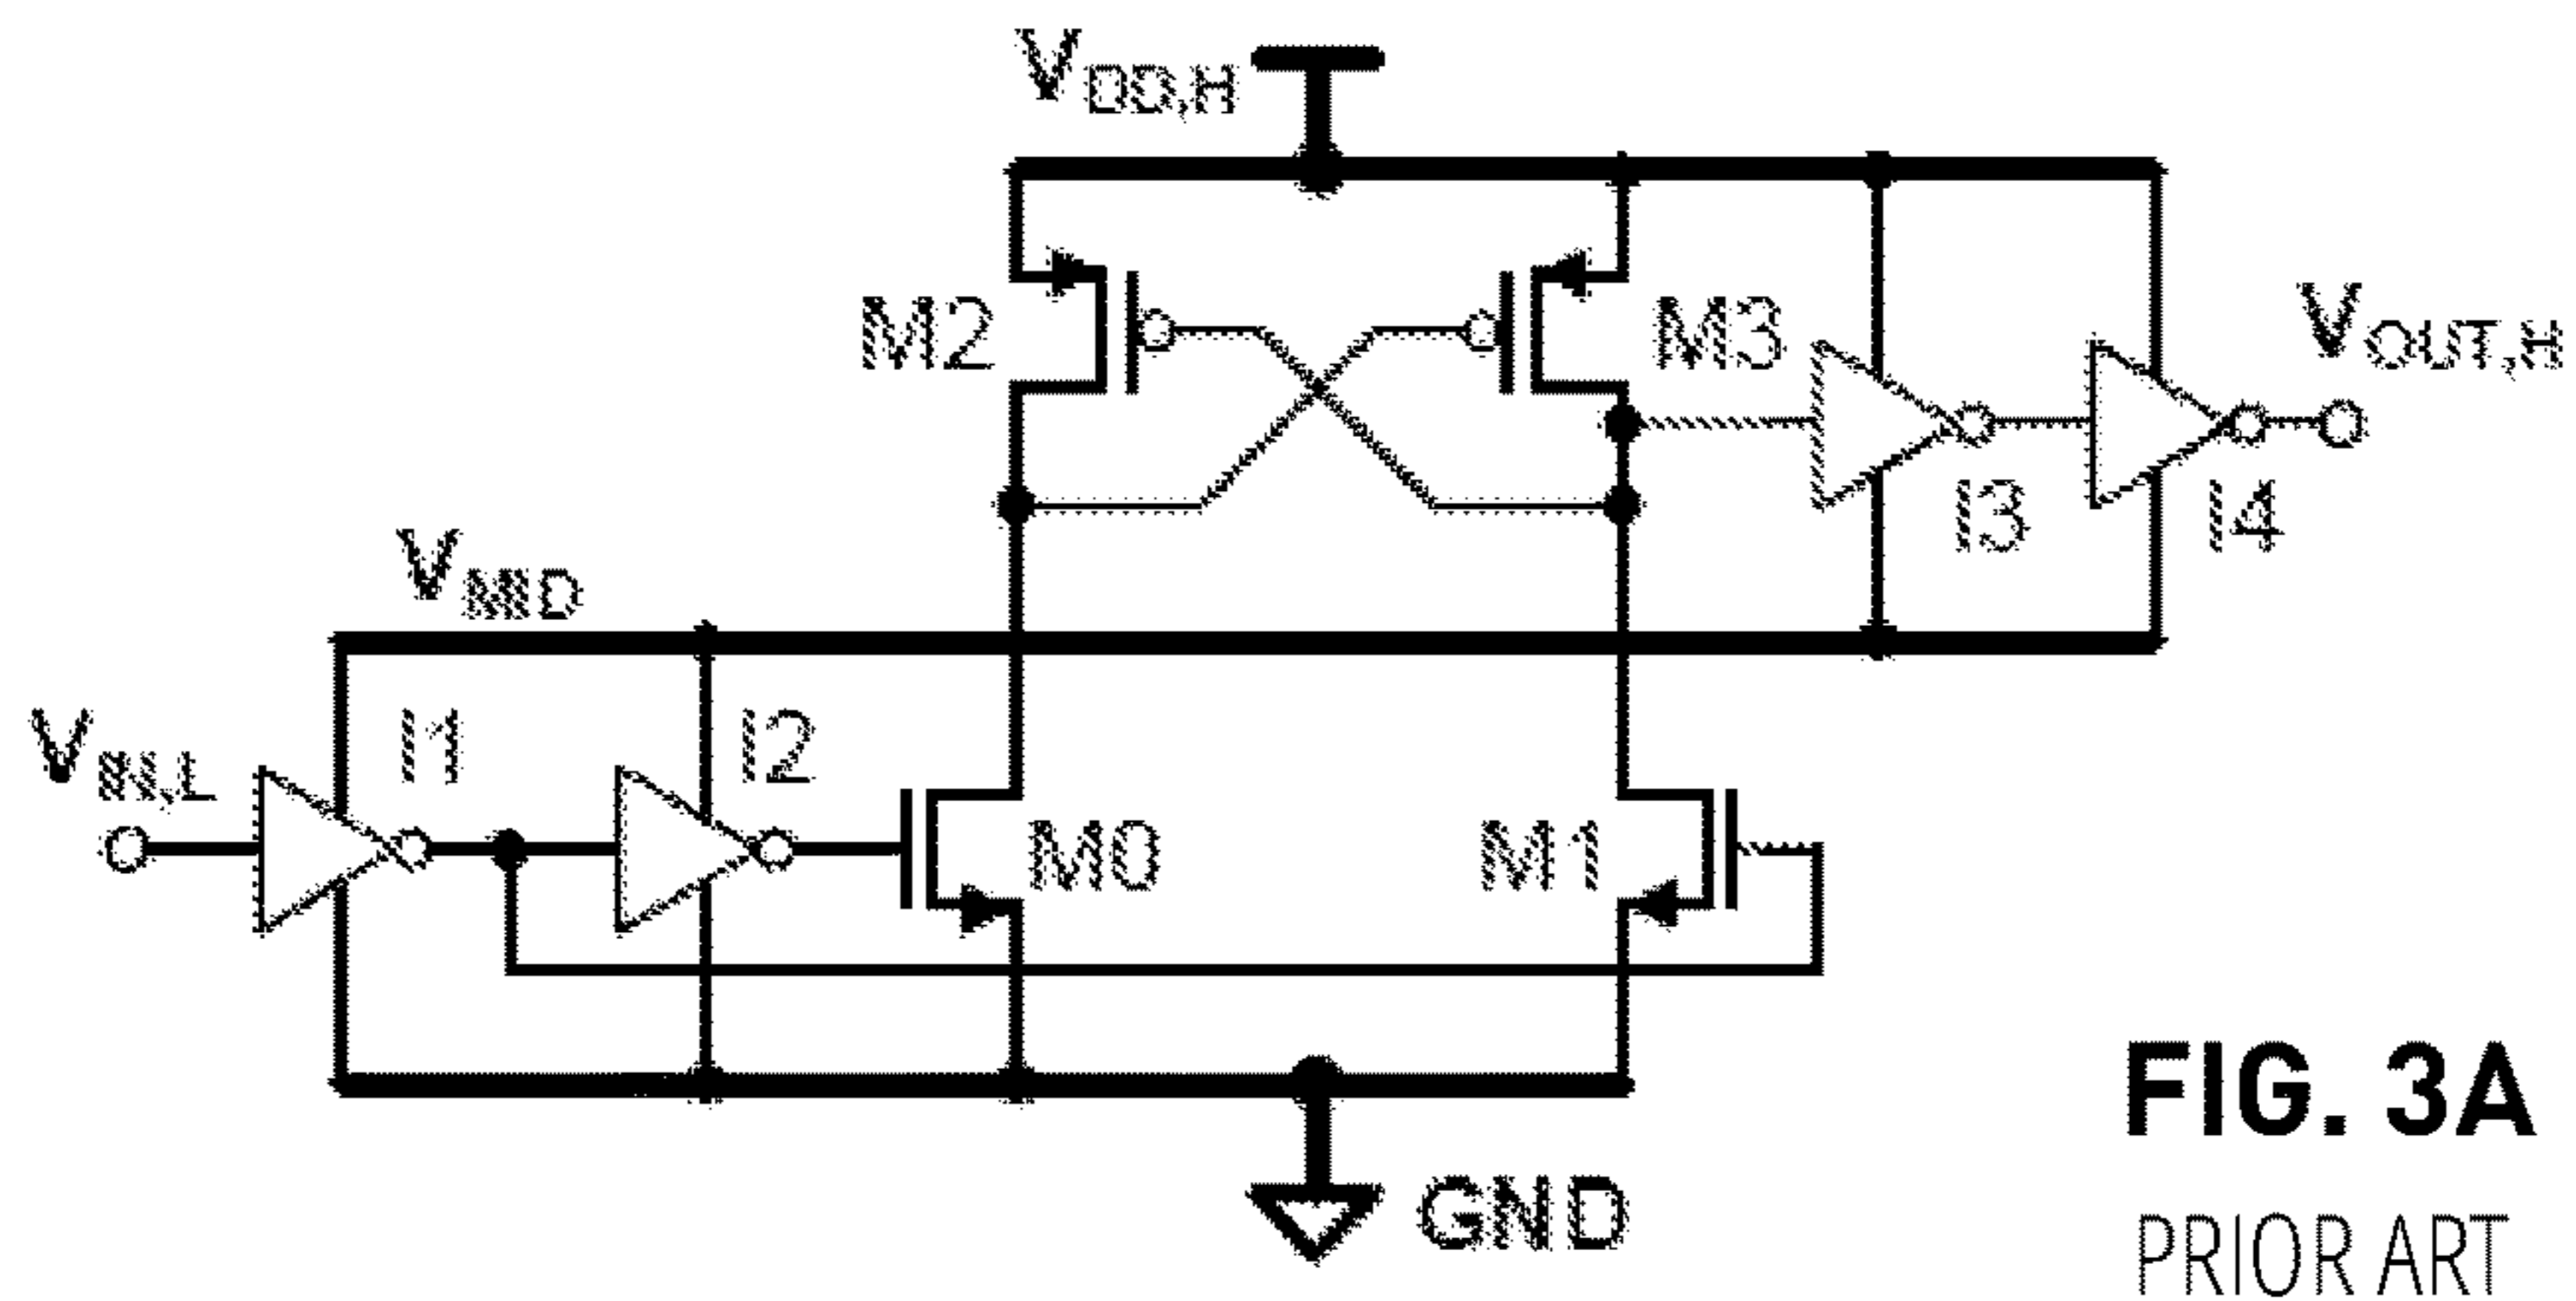 VDD,H
M2
M3
VOUT,H
I3
I4
VMID
VIN,L
I1
I2
M0
M1
GND
FIG. 3A
PRIOR ART